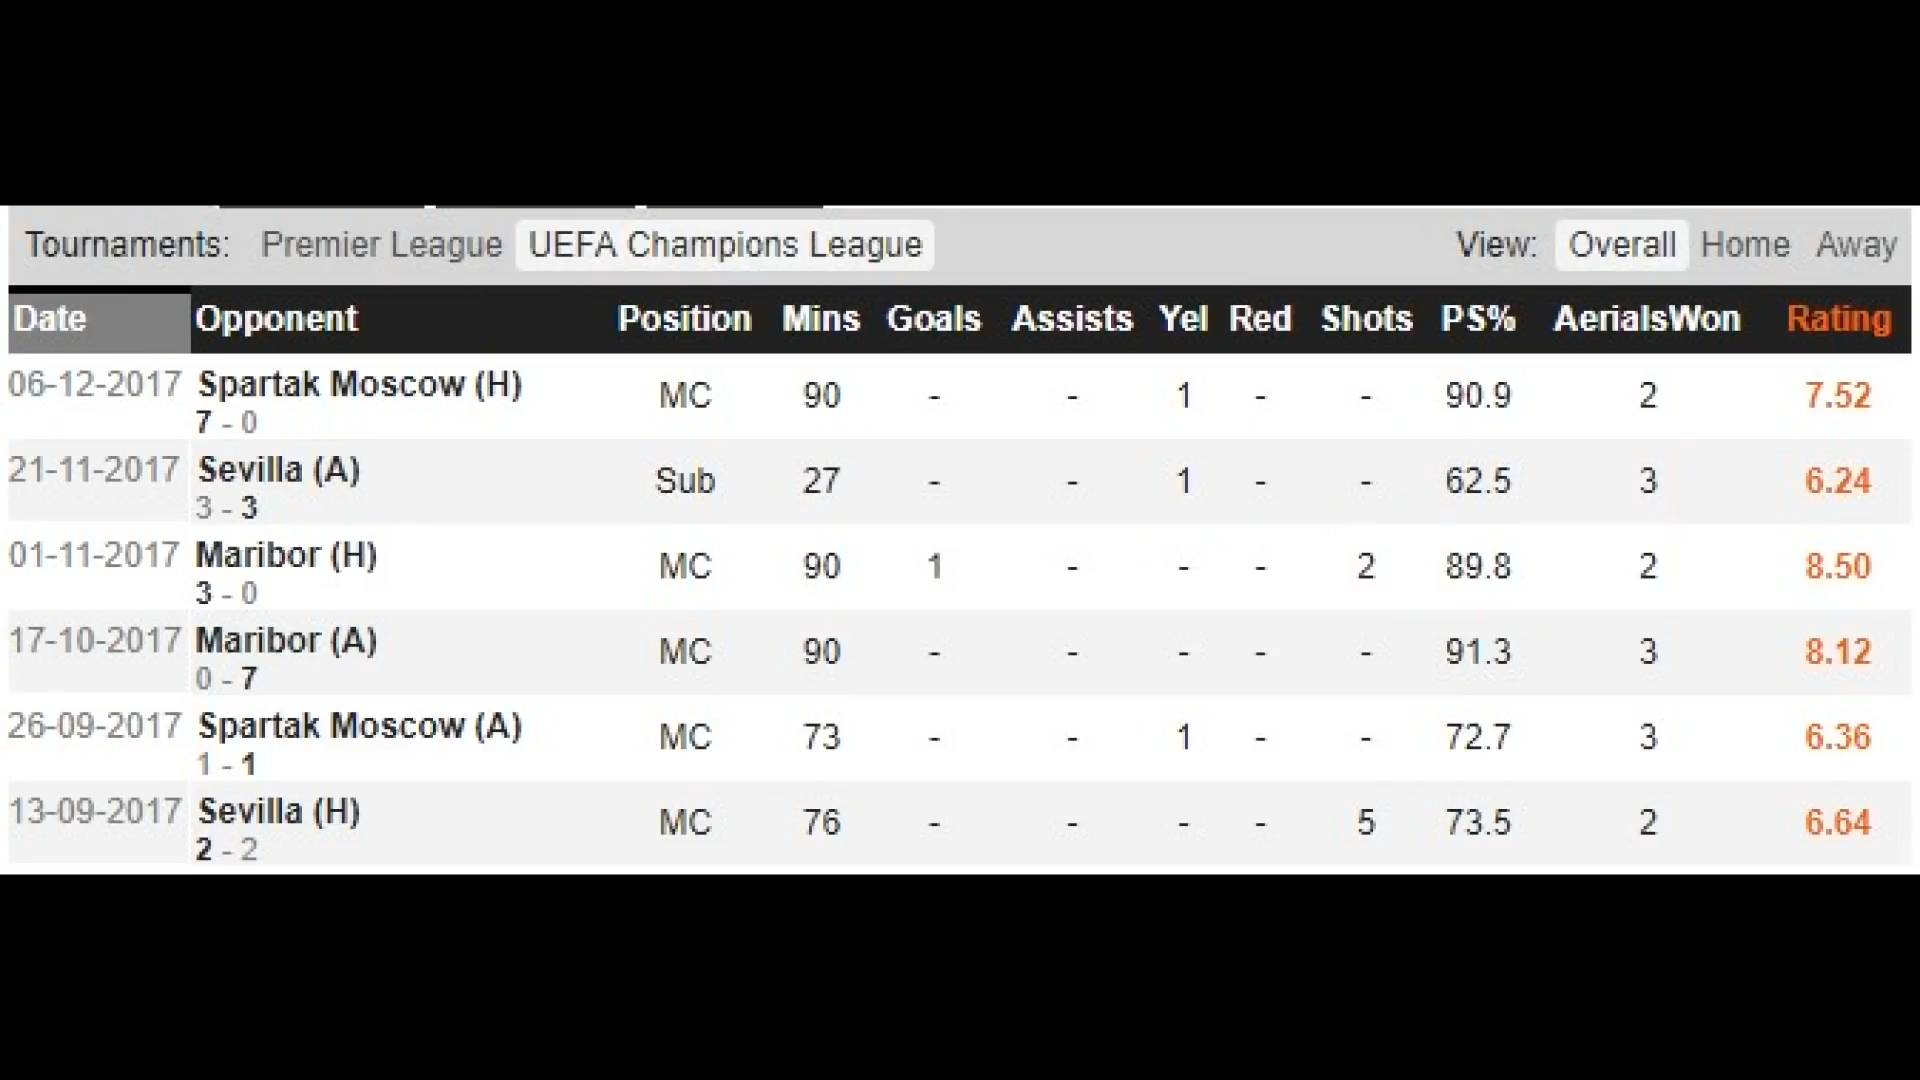 Tournaments: Premier League UEFA Champions League View: Overall Home Away
Date Opponent Position Mins Goals Assists Yel Red Shots PS% AerialsWon Rating
06-12-2017 Spartak Moscow (H) MC 90 - - 1 - - 90.9 2 7.52
7 - 0
21-11-2017 Sevilla (A) Sub 27 - - 1 - - 62.5 3 6.24
3 - 3
01-11-2017 Maribor (H) MC 90 1 - - - 2 89.8 2 8.50
3 - 0
17-10-2017 Maribor (A) MC 90 - - - - - 91.3 3 8.12
0 - 7
26-09-2017 Spartak Moscow (A) MC 73 - - 1 - - 72.7 3 6.36
1 - 1
13-09-2017 Sevilla (H) MC 76 - - - - 5 73.5 2 6.64
2 - 2